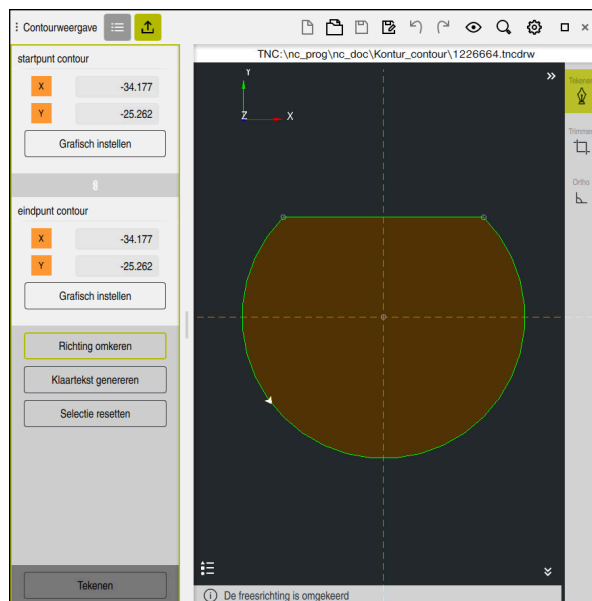 Contourweergave
TNC:\nc_prog\nc_doc\Kontur_contour\1226664.tncdrw
startpunt contour
X -34.177
Y -25.262
Grafisch instellen
eindpunt contour
X -34.177
Y -25.262
Grafisch instellen
Richting omkeren
Klaartekst genereren
Selectie resetten
Tekenen
Y
Z X
Tekenen
Trimmen
Ortho
De freesrichting is omgekeerd